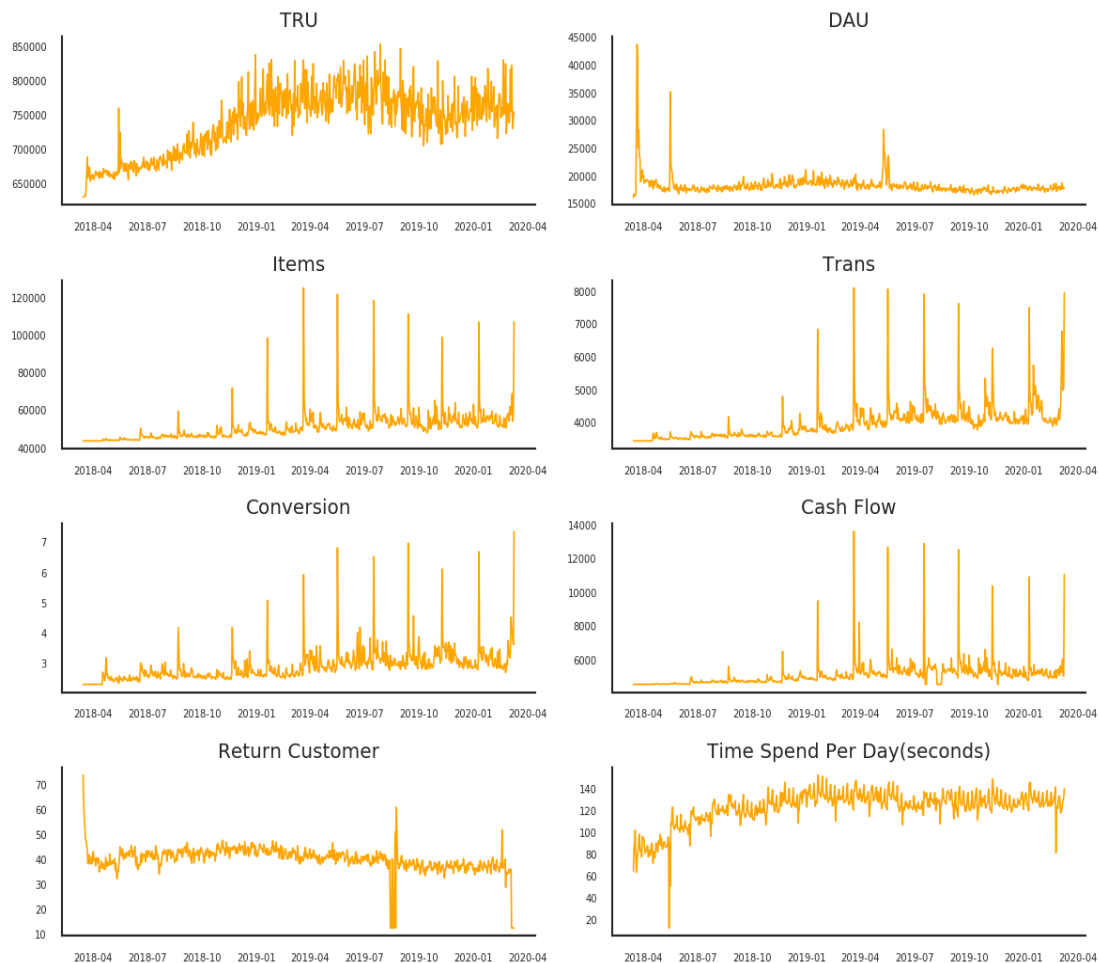 TRU
850000
800000
750000
700000
650000
2018-04 2018-07 2018-10 2019-01 2019-04 2019-07 2019-10 2020-01 2020-04
DAU
45000
40000
35000
30000
25000
20000
15000
2018-04 2018-07 2018-10 2019-01 2019-04 2019-07 2019-10 2020-01 2020-04
Items
120000
100000
80000
60000
40000
2018-04 2018-07 2018-10 2019-01 2019-04 2019-07 2019-10 2020-01 2020-04
Trans
8000
7000
6000
5000
4000
2018-04 2018-07 2018-10 2019-01 2019-04 2019-07 2019-10 2020-01 2020-04
Conversion
7
6
5
4
3
2018-04 2018-07 2018-10 2019-01 2019-04 2019-07 2019-10 2020-01 2020-04
Cash Flow
14000
12000
10000
8000
6000
2018-04 2018-07 2018-10 2019-01 2019-04 2019-07 2019-10 2020-01 2020-04
Return Customer
70
60
50
40
30
20
10
2018-04 2018-07 2018-10 2019-01 2019-04 2019-07 2019-10 2020-01 2020-04
Time Spend Per Day(seconds)
140
120
100
80
60
40
20
2018-04 2018-07 2018-10 2019-01 2019-04 2019-07 2019-10 2020-01 2020-04